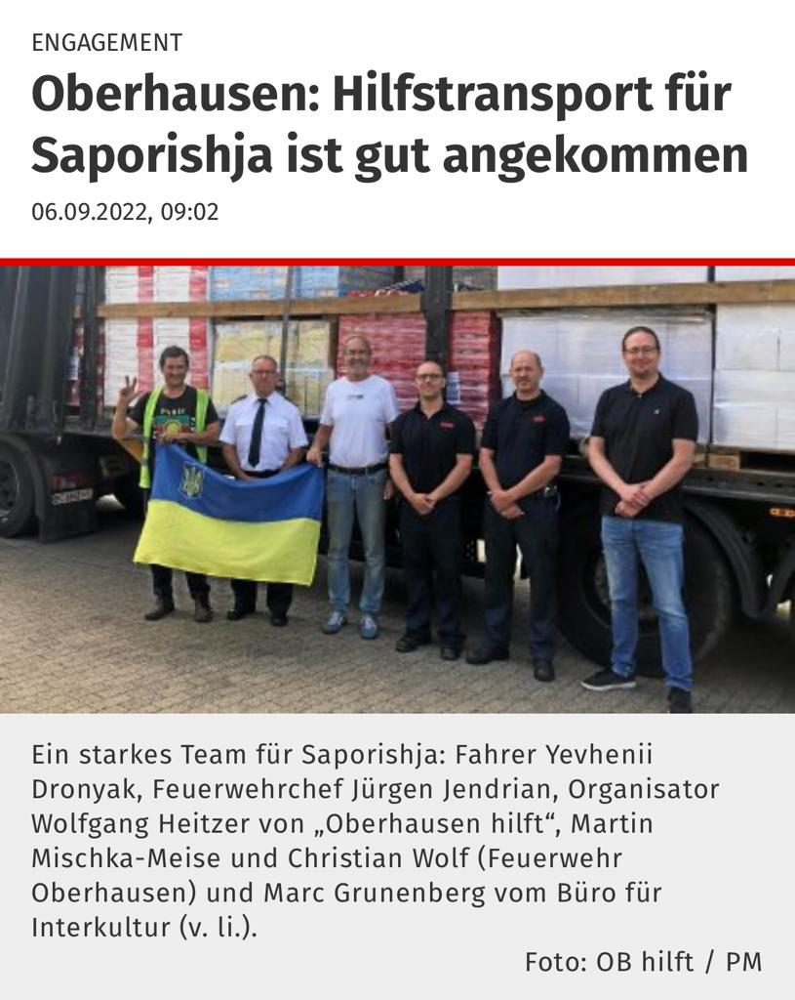 ENGAGEMENT
Oberhausen: Hilfstransport für
Saporishja ist gut angekommen
06.09.2022, 09:02
Ein starkes Team für Saporishja: Fahrer Yevhenii
Dronyak, Feuerwehrchef Jürgen Jendrian, Organisator
Wolfgang Heitzer von „Oberhausen hilft“, Martin
Mischka-Meise und Christian Wolf (Feuerwehr
Oberhausen) und Marc Grunenberg vom Büro für
Interkultur (v. li.).
Foto: OB hilft / PM